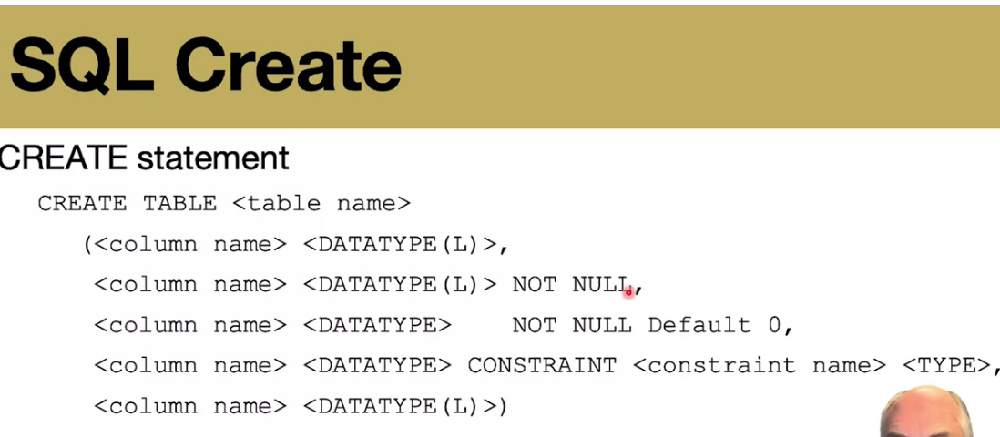 SQL Create
CREATE statement
CREATE TABLE <table name>
(<column name> <DATATYPE(L)>,
<column name> <DATATYPE(L)> NOT NULL,
<column name> <DATATYPE> NOT NULL Default 0,
<column name> <DATATYPE> CONSTRAINT <constraint name> <TYPE>,
<column name> <DATATYPE(L)>)